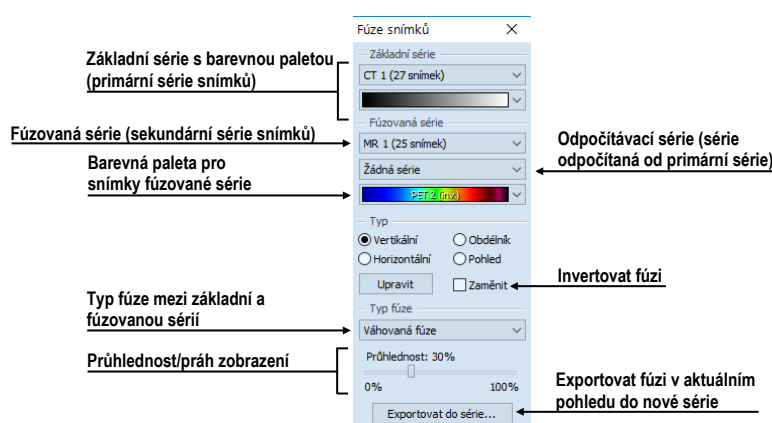 Fúze snímků
Základní série s barevnou paletou
(primární série snímků)
Základní série
CT 1 (27 snímek)
Fúzovaná série
Fúzovaná série (sekundární série snímků)
MR 1 (25 snímek)
Odpočítávací série (série
odpočítaná od primární série)
Barevná paleta pro
snímky fúzované série
Žádná série
PET 2 (inv.)
Typ
Vertikální
Obdélník
Horizontální
Pohled
Upravit
Zaměnit
Invertovat fúzi
Typ fúze mezi základní a
fúzovanou sérií
Typ fúze
Váhovaná fúze
Průhlednost/práh zobrazení
Průhlednost: 30%
0%
100%
Exportovat fúzi v aktuálním
pohledu do nové série
Exportovat do série...